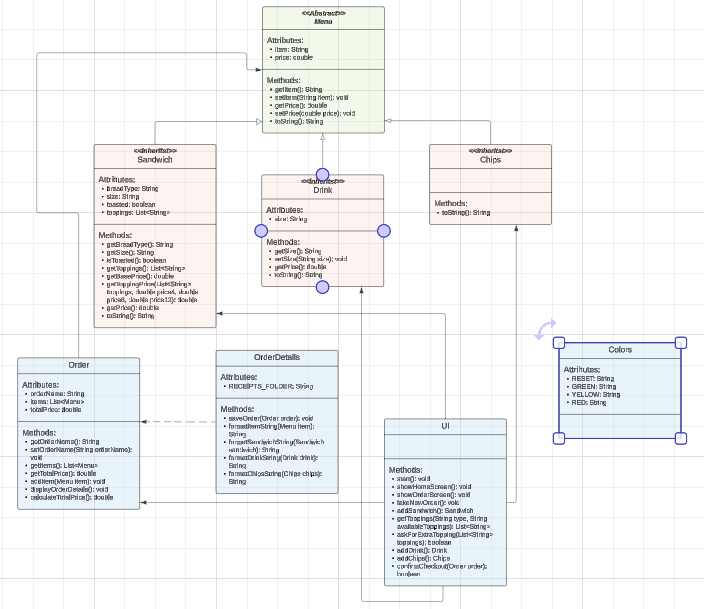 <<Abstract>>
Menu
Attributes:
item: String
price: double
Methods:
getItem(): String
setItem(String item): void
getPrice(): double
setPrice(double price): void
toString(): String
<<Inheritist>>
Sandwich
Attributes:
breadType: String
size: String
toasted: boolean
toppings: List<String>
Methods:
getBreadType(): String
getSize(): String
isToasted(): boolean
getToppings(): List<String>
getBasePrice(): double
getToppingPrice(List<String>
toppings, double price4, double
price8, double price12): double
getPrice(): double
toString(): String
Drink
Attributes:
size: String
Methods:
getSize(): String
setSize(String size): void
getPrice(): double
toString(): String
<<Inheritist>>
Chips
Methods:
toString(): String
Order
Attributes:
orderName: String
items: List<Menu>
totalPrice: double
Methods:
getOrderName(): String
setOrderName(String orderName):
void
getItems(): List<Menu>
getTotalPrice(): double
addItem(Menu item): void
displayOrderDetails(): void
calculateTotalPrice(): double
OrderDetails
Attributes:
RECEIPTS_FOLDER: String
Methods:
saveOrder(Order order): void
formatItemString(Menu item):
String
formatSandwichString(Sandwich
sandwich): String
formatDrinkString(Drink drink):
String
formatChipsString(Chips chips):
String
UI
Methods:
start(): void
showHomeScreen(): void
showOrderScreen(): void
takeNewOrder(): void
addSandwich(): Sandwich
getToppings(String type, String
availableToppings): List<String>
askForExtraTopping(List<String>
toppings): boolean
addDrink(): Drink
addChips(): Chips
confirmCheckout(Order order):
boolean
Colors
Attributes:
RESET: String
GREEN: String
YELLOW: String
RED: String